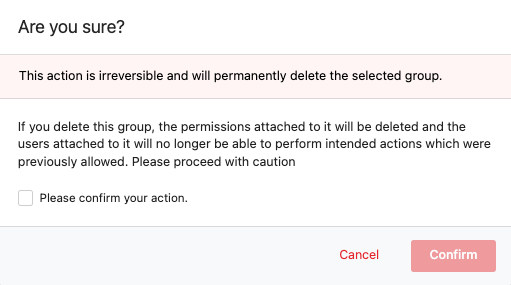 Are you sure?
This action is irreversible and will permanently delete the selected group.
If you delete this group, the permissions attached to it will be deleted and the
users attached to it will no longer be able to perform intended actions which were
previously allowed. Please proceed with caution
Please confirm your action.
Cancel
Confirm